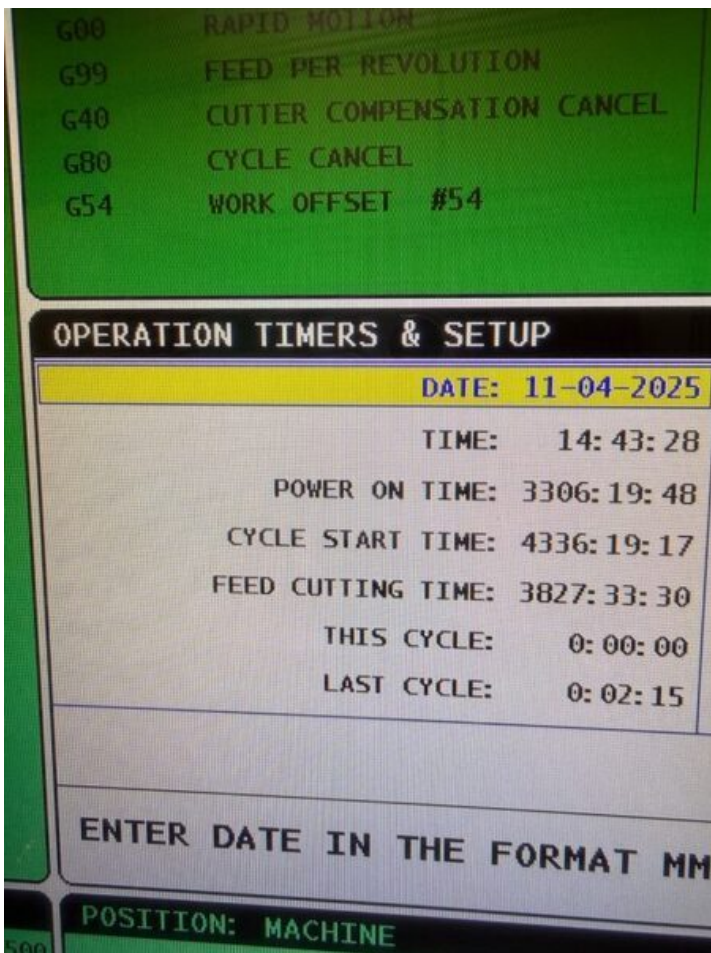 G00 RAPID MOTION
G99 FEED PER REVOLUTION
G40 CUTTER COMPENSATION CANCEL
G80 CYCLE CANCEL
G54 WORK OFFSET #54
OPERATION TIMERS & SETUP
DATE: 11-04-2025
TIME: 14:43:28
POWER ON TIME: 3306:19:48
CYCLE START TIME: 4336:19:17
FEED CUTTING TIME: 3827:33:30
THIS CYCLE: 0:00:00
LAST CYCLE: 0:02:15
ENTER DATE IN THE FORMAT MM
POSITION: MACHINE
500